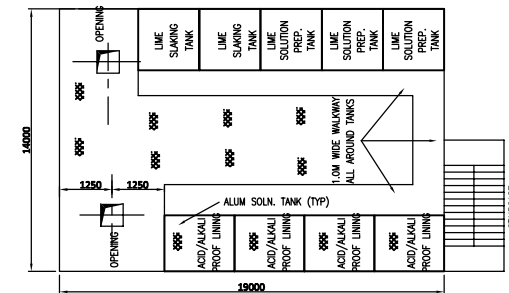 OPENING
LIME
SLAKING
TANK
LIME
SLAKING
TANK
LIME
SOLUTION
PREP.
TANK
LIME
SOLUTION
PREP.
TANK
LIME
SOLUTION
PREP.
TANK
14000
1.0M WIDE WALKWAY
ALL AROUND TANKS
1250
1250
ALUM SOLN. TANK (TYP)
OPENING
ACID/ALKALI
PROOF LINING
ACID/ALKALI
PROOF LINING
ACID/ALKALI
PROOF LINING
ACID/ALKALI
PROOF LINING
19000